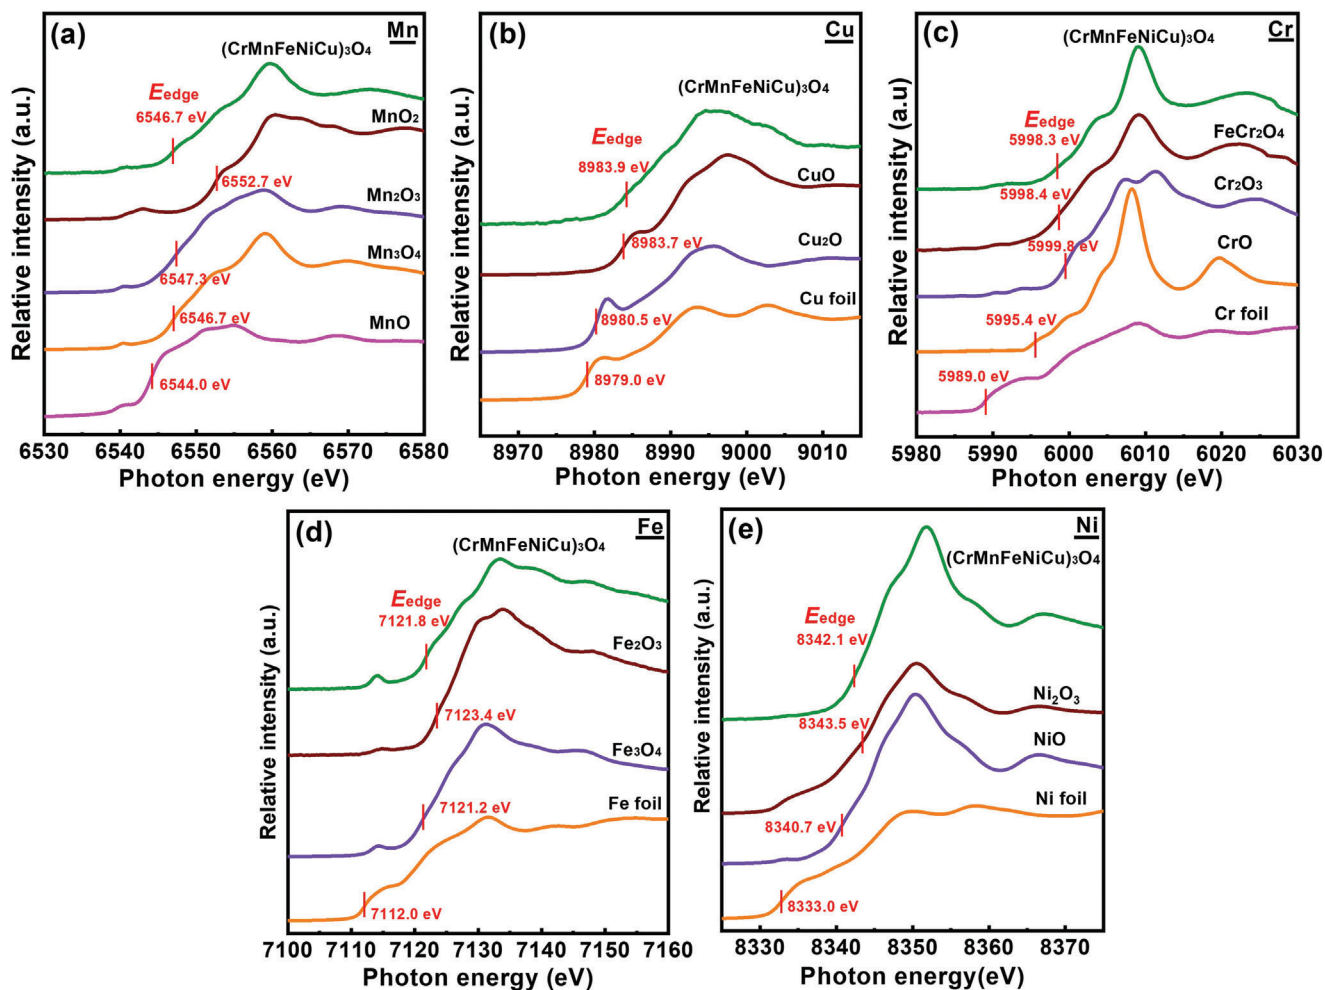 (a)
Mn
(CrMnFeNiCu)₃O₄
Eedge
6546.7 eV
MnO₂
6552.7 eV
Mn₂O₃
6547.3 eV
Mn₃O₄
6546.7 eV
MnO
6544.0 eV
Relative intensity (a.u.)
6530 6540 6550 6560 6570 6580
Photon energy (eV)
(b)
Cu
(CrMnFeNiCu)₃O₄
Eedge
8983.9 eV
CuO
8983.7 eV
Cu₂O
8980.5 eV
Cu foil
8979.0 eV
Relative intensity (a.u.)
8970 8980 8990 9000 9010
Photon energy (eV)
(c)
Cr
(CrMnFeNiCu)₃O₄
Eedge
5998.3 eV
FeCr₂O₄
5998.4 eV
Cr₂O₃
5999.8 eV
CrO
5995.4 eV
Cr foil
5989.0 eV
Relative intensity (a.u.)
5980 5990 6000 6010 6020 6030
Photon energy (eV)
(d)
Fe
(CrMnFeNiCu)₃O₄
Eedge
7121.8 eV
Fe₂O₃
7123.4 eV
Fe₃O₄
7121.2 eV
Fe foil
7112.0 eV
Relative intensity (a.u.)
7100 7110 7120 7130 7140 7150 7160
Photon energy (eV)
(e)
Ni
(CrMnFeNiCu)₃O₄
Eedge
8342.1 eV
Ni₂O₃
8343.5 eV
NiO
8340.7 eV
Ni foil
8333.0 eV
Relative intensity (a.u.)
8330 8340 8350 8360 8370
Photon energy(eV)